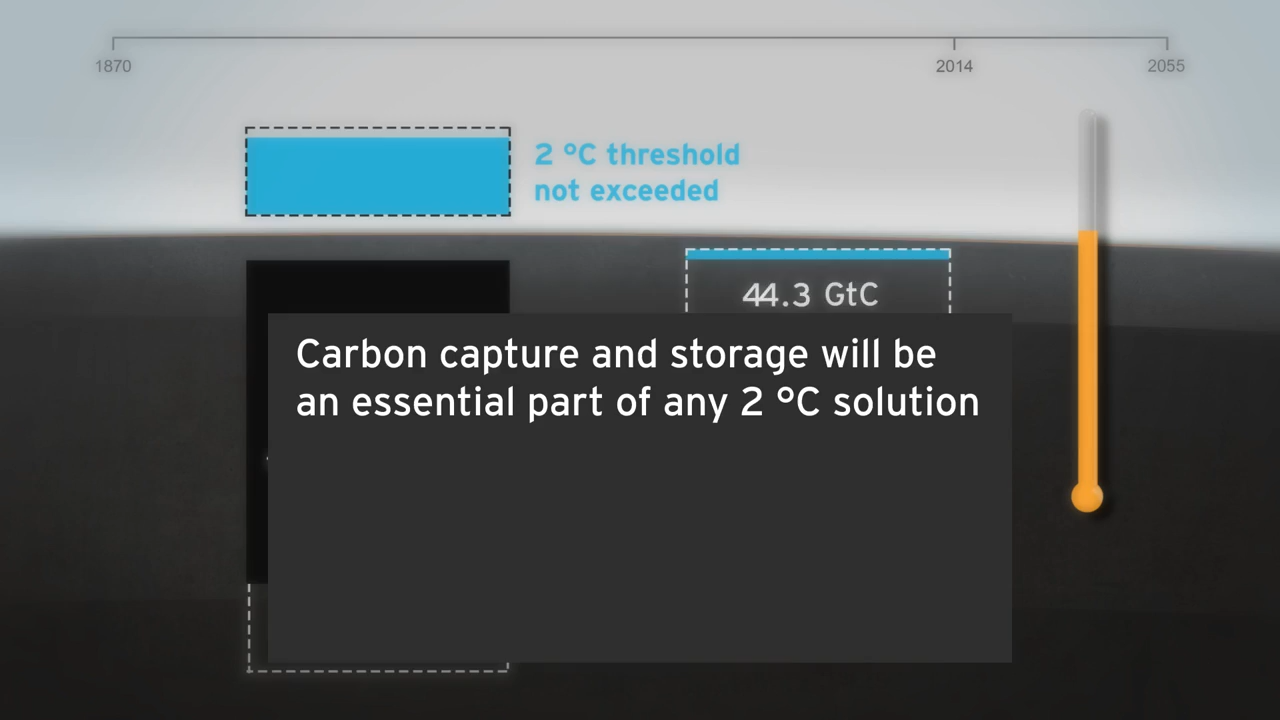 1870
2014
2055
2 °C threshold
not exceeded
44.3 GtC
Carbon capture and storage will be
an essential part of any 2 °C solution